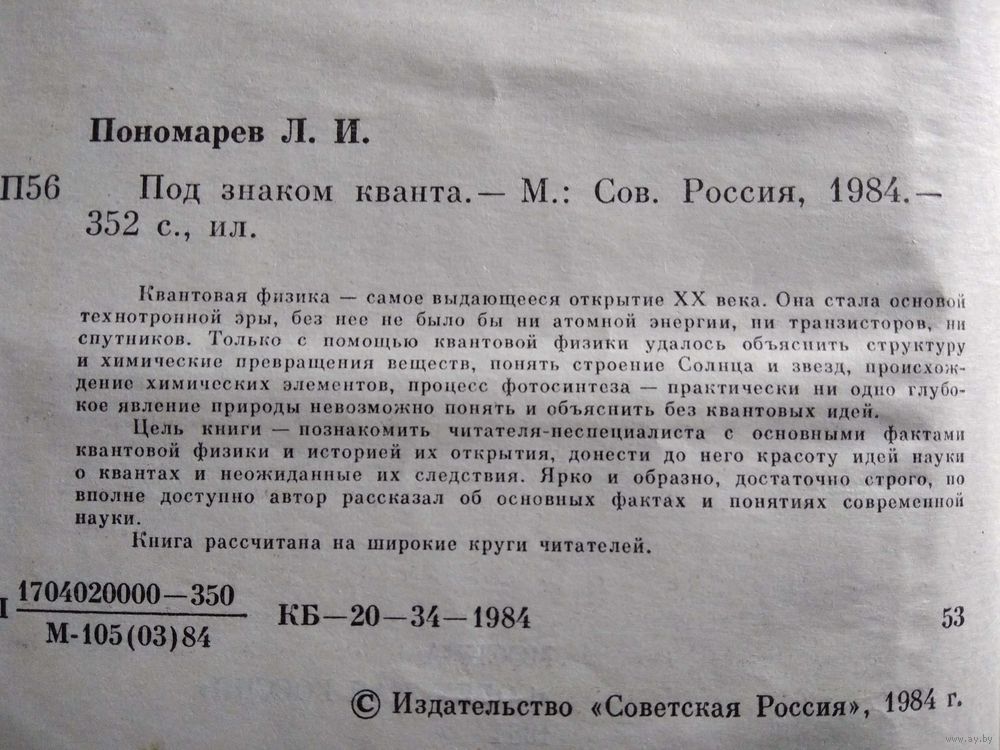 Пономарев Л. И.
П56 Под знаком кванта.— М.: Сов. Россия, 1984.—
352 с., ил.
Квантовая физика — самое выдающееся открытие XX века. Она стала основой
технотронной эры, без нее не было бы ни атомной энергии, ни транзисторов, ни
спутников. Только с помощью квантовой физики удалось объяснить структуру
и химические превращения веществ, понять строение Солнца и звезд, происхож-
дение химических элементов, процесс фотосинтеза — практически ни одно глубо-
кое явление природы невозможно понять и объяснить без квантовых идей.
Цель книги — познакомить читателя-неспециалиста с основными фактами
квантовой физики и историей их открытия, донести до него красоту идей науки
о квантах и неожиданные их следствия. Ярко и образно, достаточно строго, но
вполне доступно автор рассказал об основных фактах и понятиях современной
науки.
Книга рассчитана на широкие круги читателей.
1704020000—350
М-105(03)84
КБ—20—34—1984
53
© Издательство «Советская Россия», 1984 г.
www.ay.by